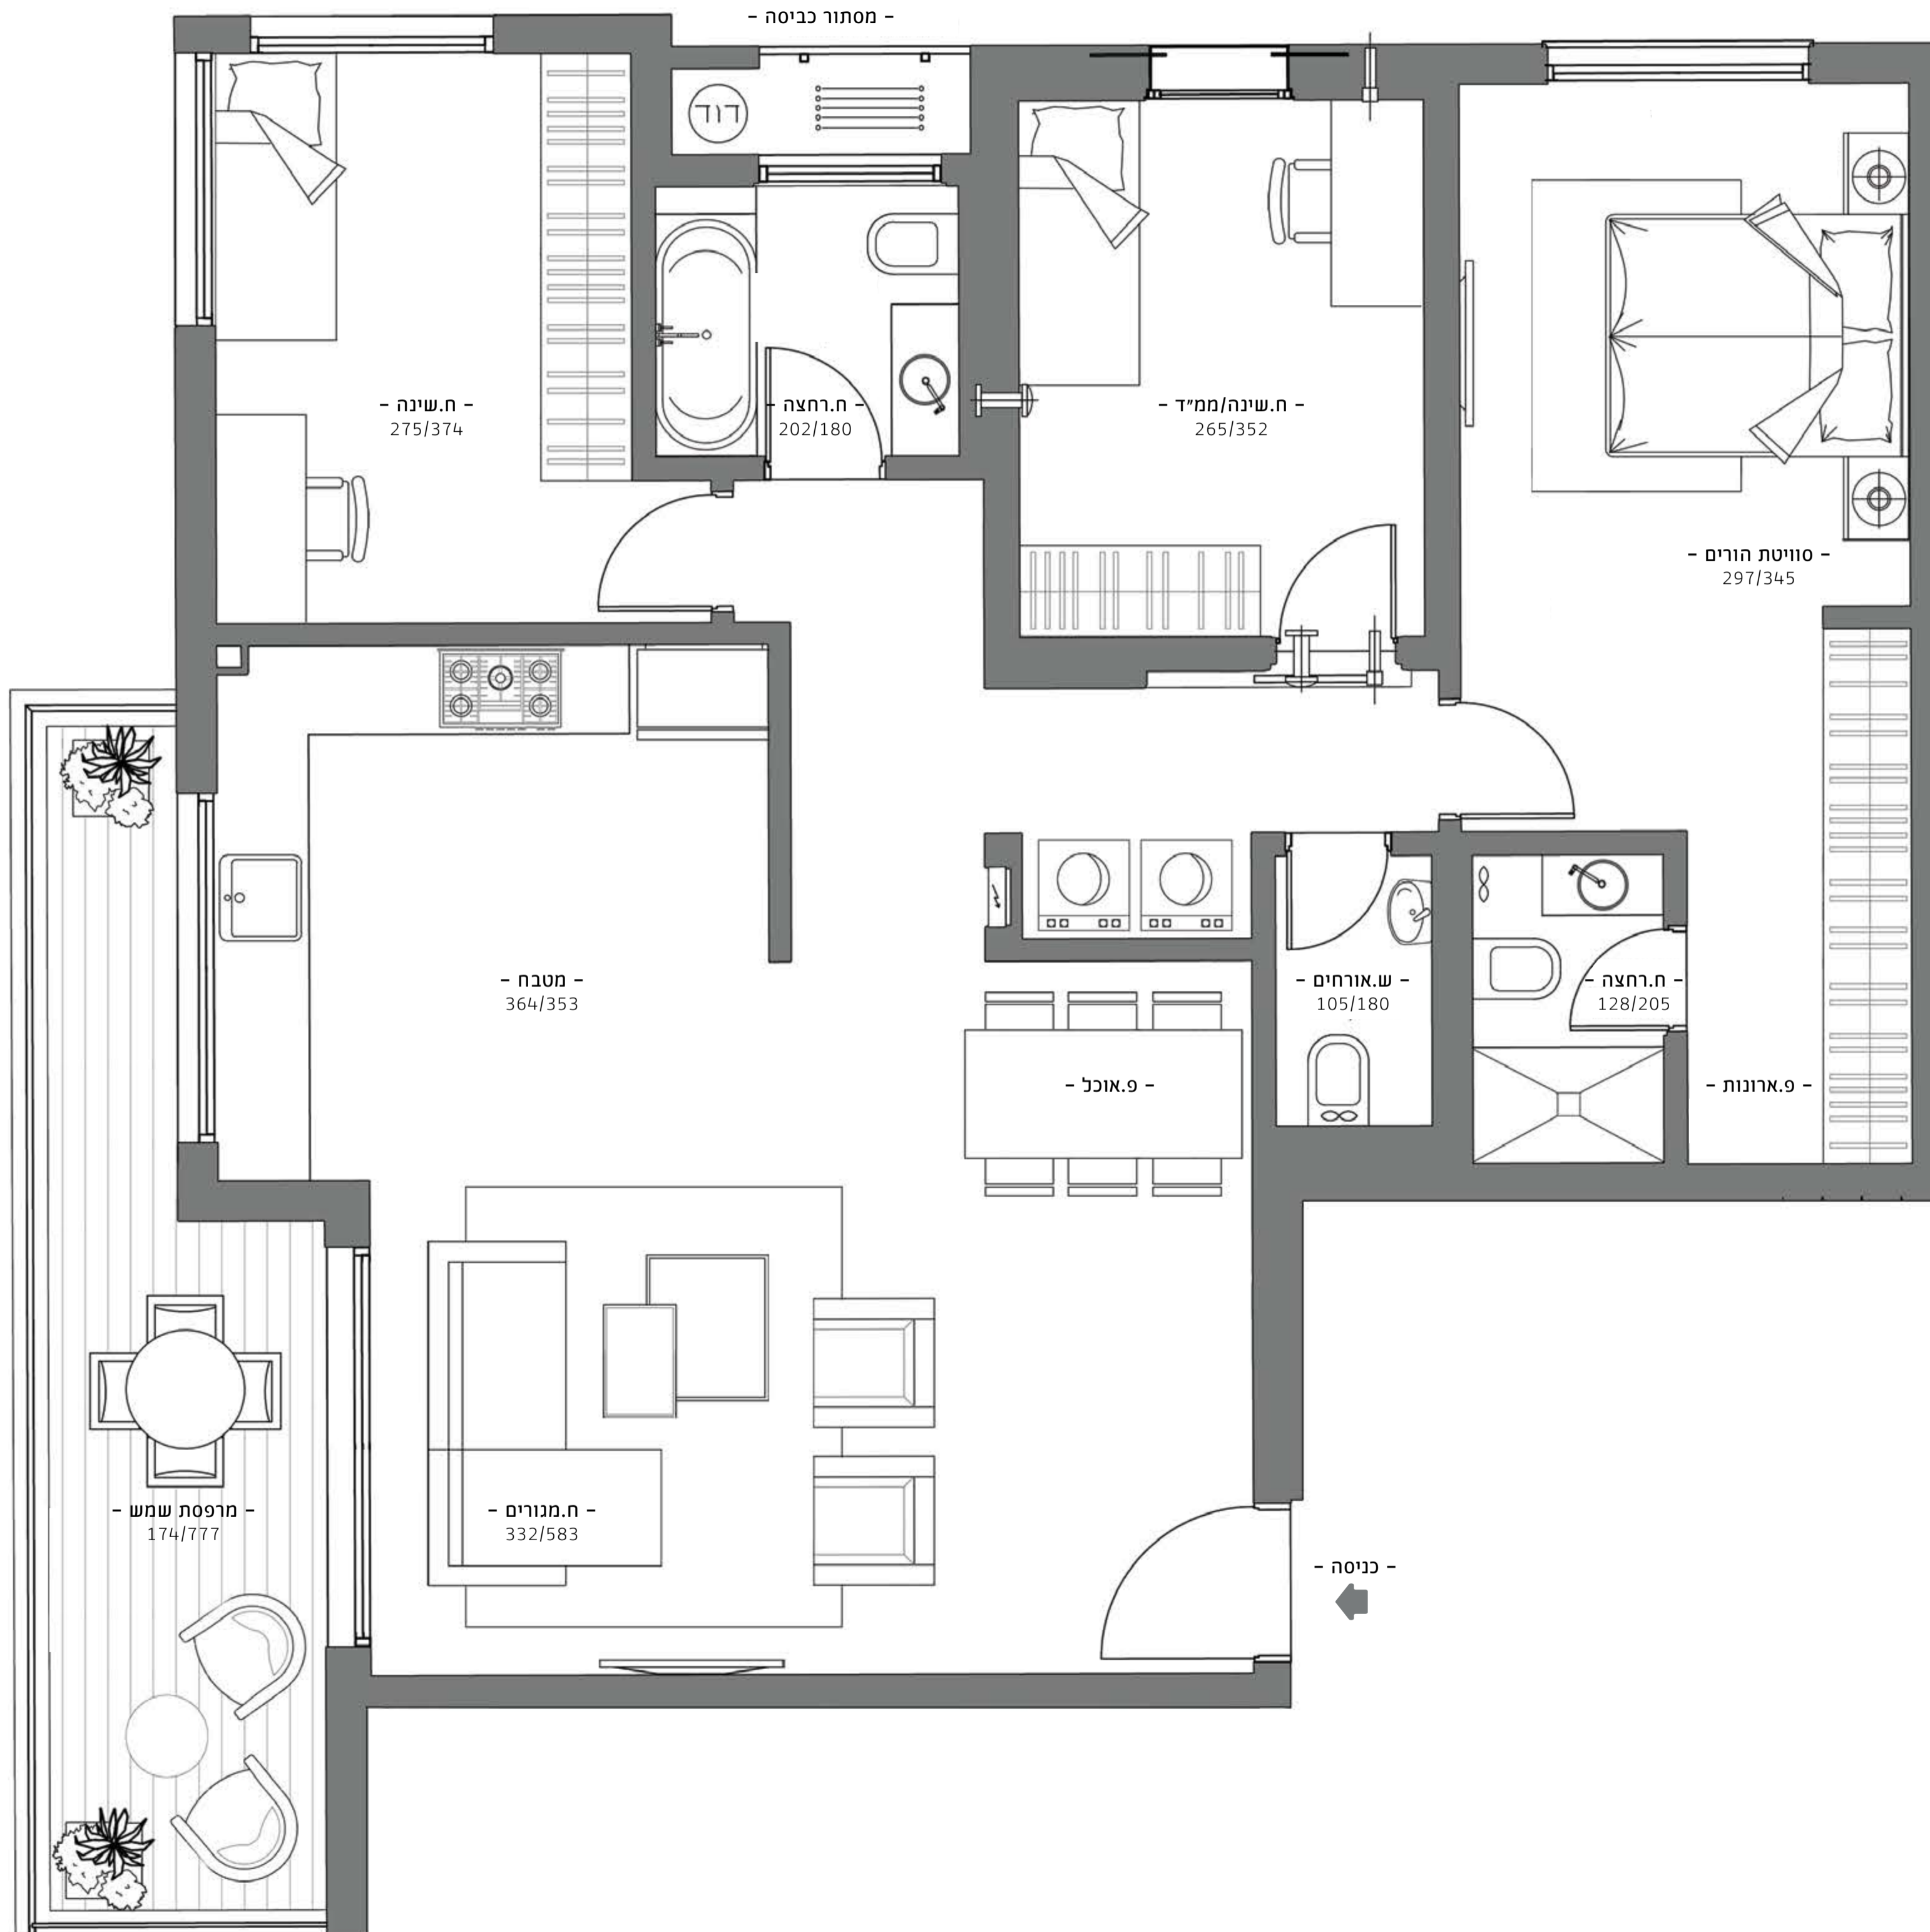 - מסתור כביסה -
דוד
- ח.שינה -
275/374
- ח.רחצה -
202/180
- ח.שינה/ממ״ד -
265/352
- סוויטת הורים -
297/345
- מטבח -
364/353
- ש.אורחים -
105/180
- ח.רחצה -
128/205
- פ.אוכל -
- פ.ארונות -
- מרפסת שמש -
174/777
- ח.מגורים -
332/583
- כניסה -